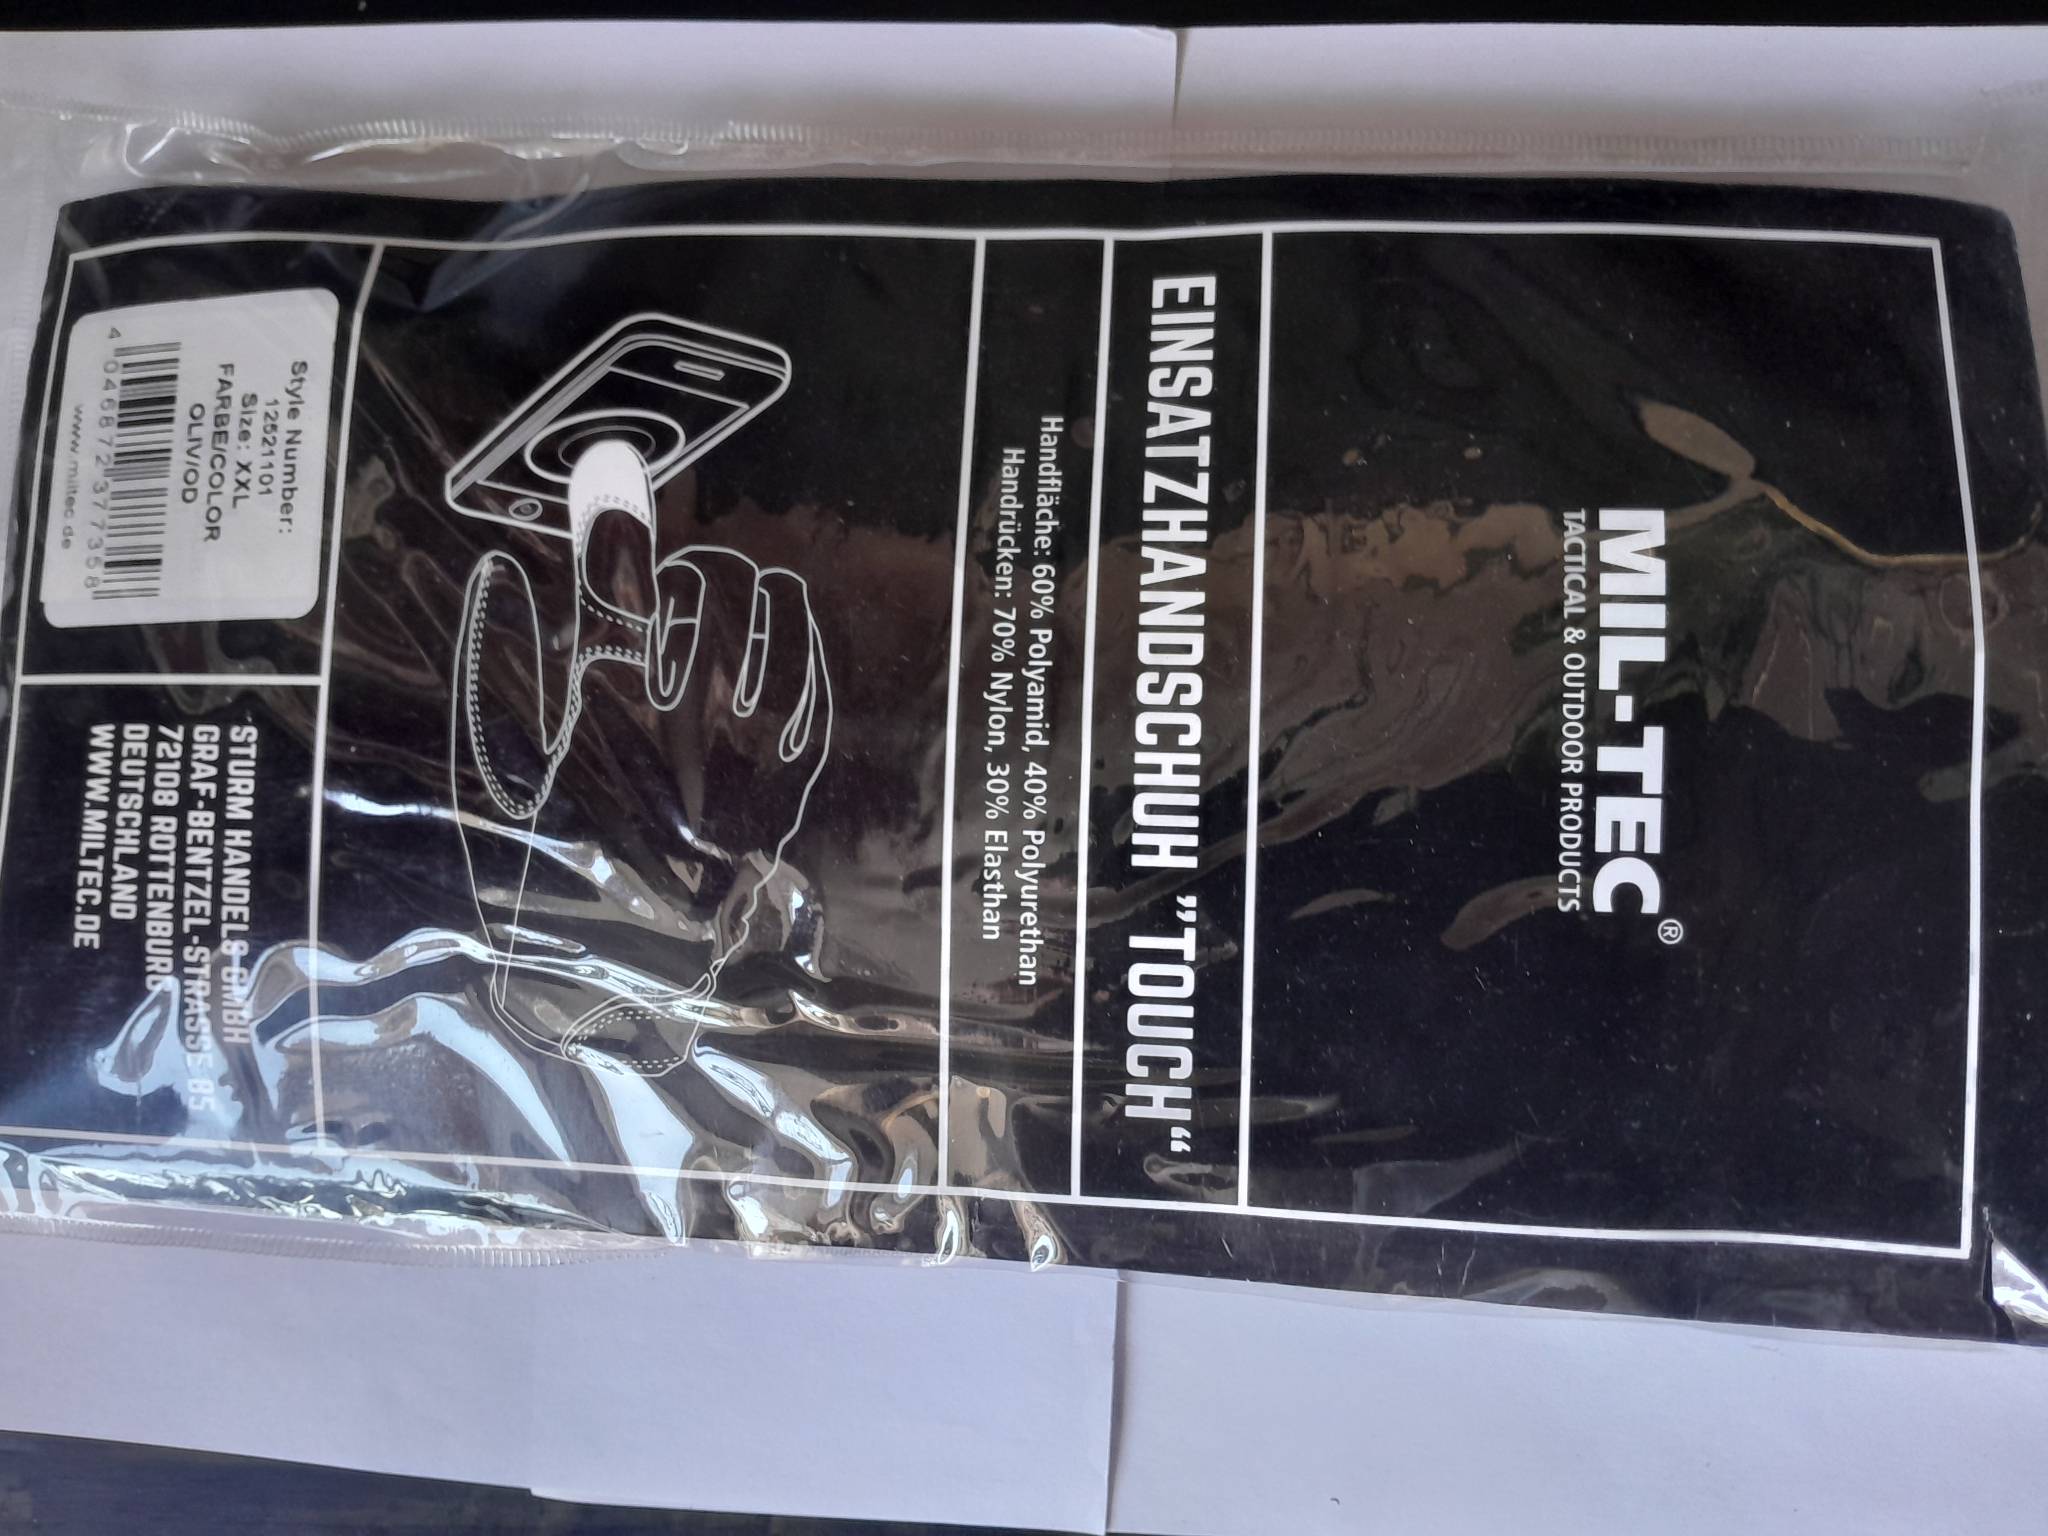 MIL-TEC®
TACTICAL & OUTDOOR PRODUCTS
EINSATZHANDSCHUH ”TOUCH“
Handfläche: 60% Polyamid, 40% Polyurethan
Handrücken: 70% Nylon, 30% Elasthan
Style Number:
12521101
Size: XXL
FARBE/COLOR
OLIV/OD
4 046872 377358
www.miltec.de
STURM HANDELS GMBH
GRAF-BENTZEL-STRASSE 85
72108 ROTTENBURG
DEUTSCHLAND
WWW.MILTEC.DE